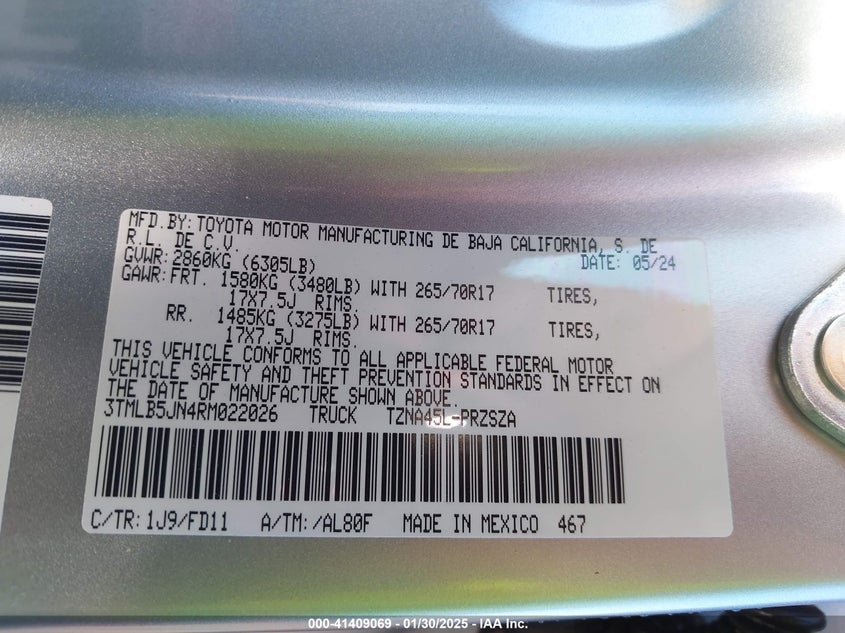 MFD.BY:TOYOTA MOTOR MANUFACTURING DE BAJA CALIFORNIA, S. DE
R.L. DE C.V.
GVWR:2860KG (6305LB) DATE: 05/24
GAWR:FRT. 1580KG (3480LB) WITH 265/70R17 TIRES,
17X7.5J RIMS.
RR. 1485KG (3275LB) WITH 265/70R17 TIRES,
17X7.5J RIMS.
THIS VEHICLE CONFORMS TO ALL APPLICABLE FEDERAL MOTOR
VEHICLE SAFETY AND THEFT PREVENTION STANDARDS IN EFFECT ON
THE DATE OF MANUFACTURE SHOWN ABOVE.
3TMLB5JN4RM022026 TRUCK TZNA45L-PRZSZA
C/TR:1J9/FD11 A/TM:/AL80F MADE IN MEXICO 467
000-41409069 - 01/30/2025 - IAA Inc.